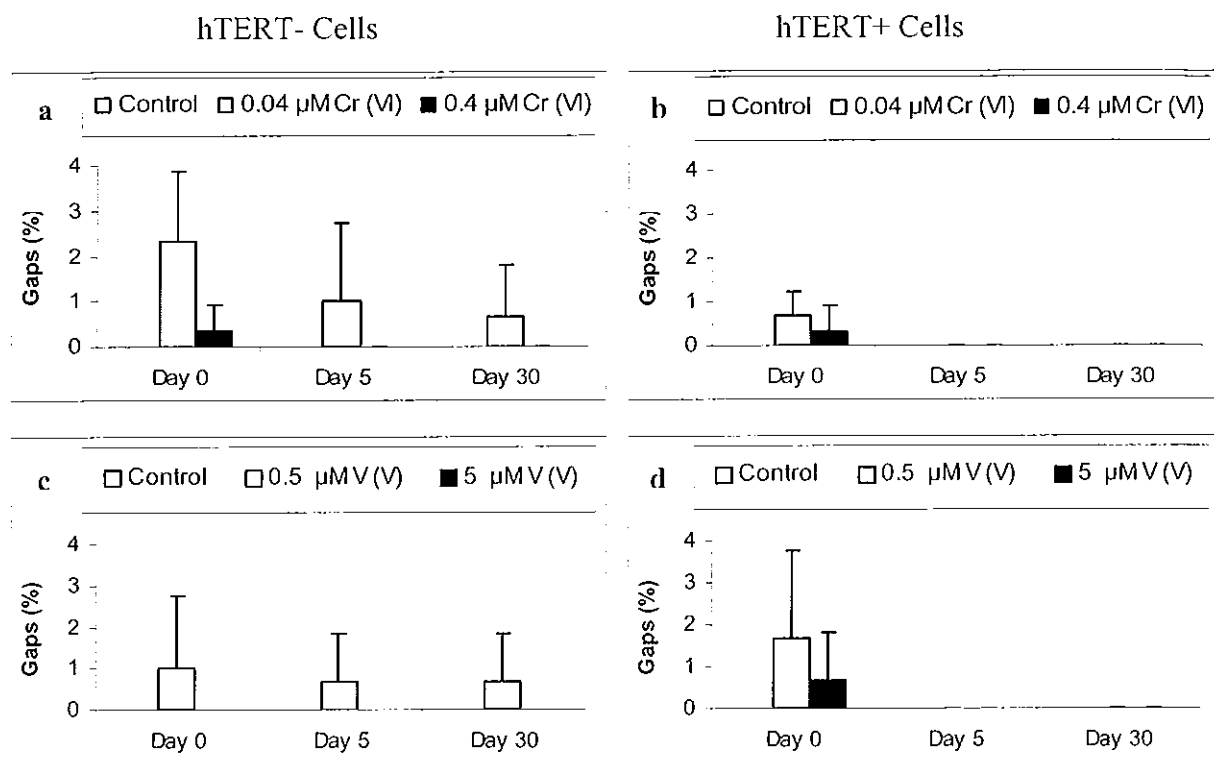 hTERT- Cells
hTERT+ Cells
a
Control 0.04 µM Cr (VI) 0.4 µM Cr (VI)
Gaps (%)
4
3
2
1
0
Day 0 Day 5 Day 30
b
Control 0.04 µM Cr (VI) 0.4 µM Cr (VI)
Gaps (%)
4
3
2
1
0
Day 0 Day 5 Day 30
c
Control 0.5 µM V (V) 5 µM V (V)
Gaps (%)
4
3
2
1
0
Day 0 Day 5 Day 30
d
Control 0.5 µM V (V) 5 µM V (V)
Gaps (%)
4
3
2
1
0
Day 0 Day 5 Day 30